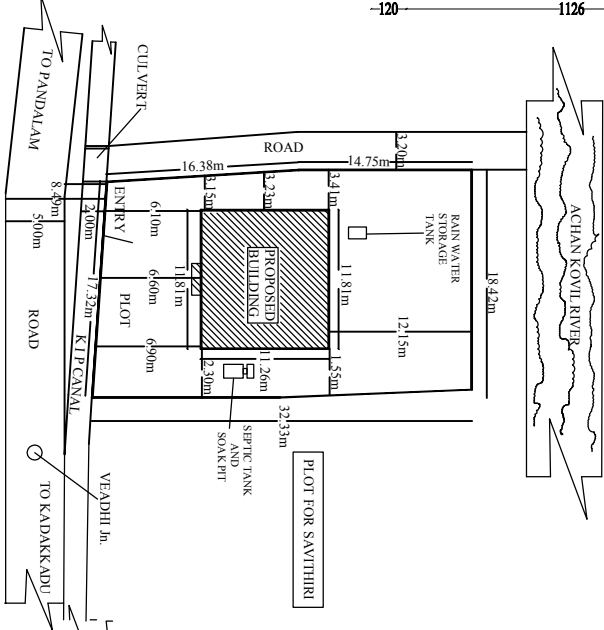 120
1126
ACHAN KOVIL RIVER
TO PANDALAM
CULVERT
ROAD
3.20m
16.38m
14.75m
8.49m
5.00m
2.00m
ENTRY
6.10m
3.15m
3.23m
3.41m
RAIN WATER
STORAGE
TANK
18.42m
17.32m
6.60m
11.81m
PROPOSED
BUILDING
11.81m
12.15m
PLOT
6.90m
2.30m
11.26m
1.55m
ROAD
K I P CANAL
32.33m
SEPTIC TANK
AND
SOAK PIT
PLOT FOR SAVITHIRI
VEADHI Jn.
TO KADAKKADU